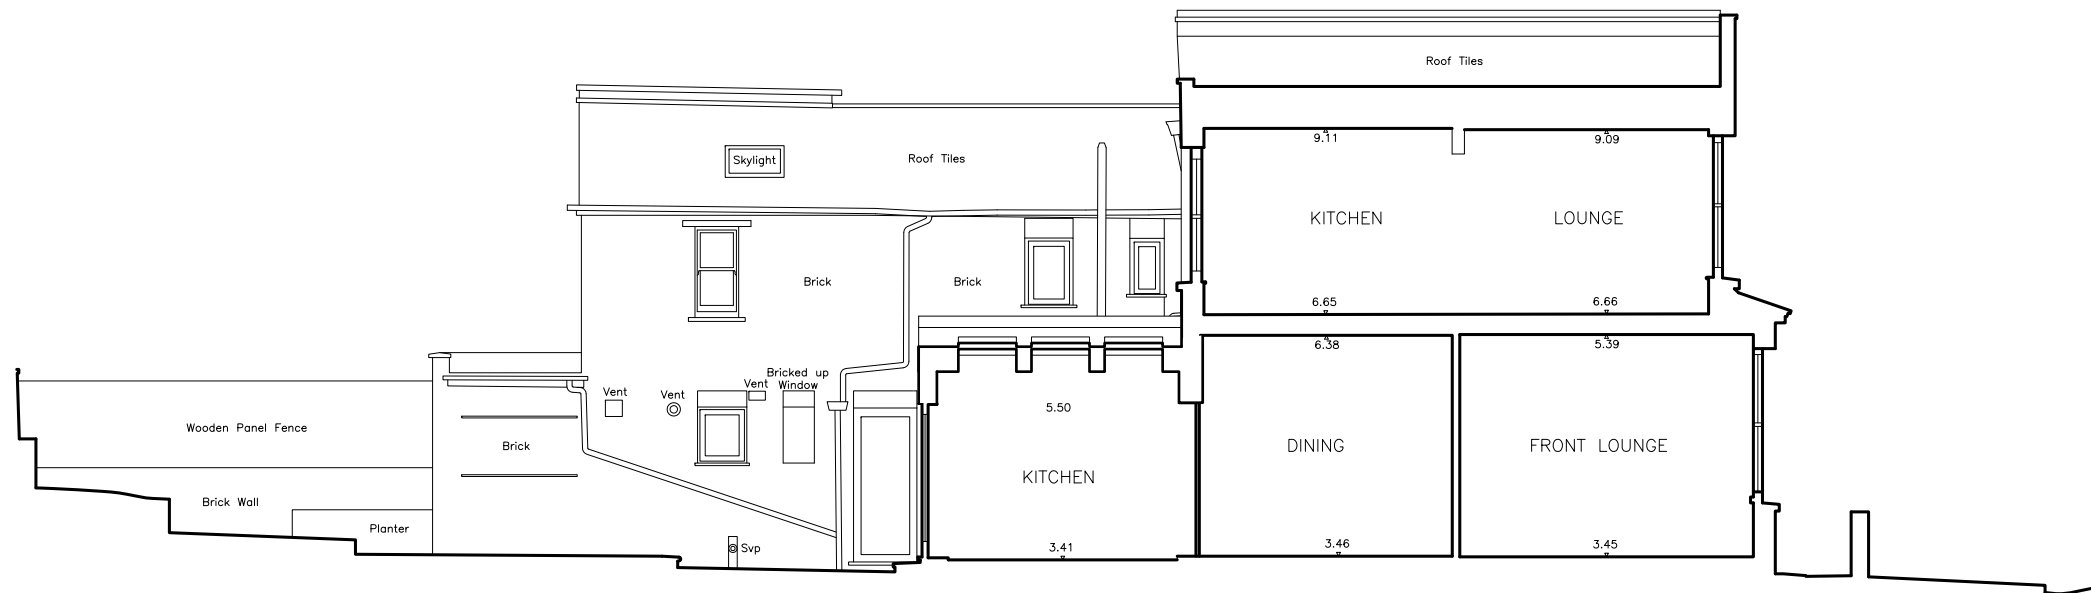 Roof Tiles
9.11
9.09
Skylight
Roof Tiles
KITCHEN
LOUNGE
Brick
Brick
6.65
6.66
6.38
5.39
Bricked up
Window
Vent
Vent
Vent
5.50
Wooden Panel Fence
Brick
DINING
FRONT LOUNGE
KITCHEN
Brick Wall
Planter
Svp
3.41
3.46
3.45